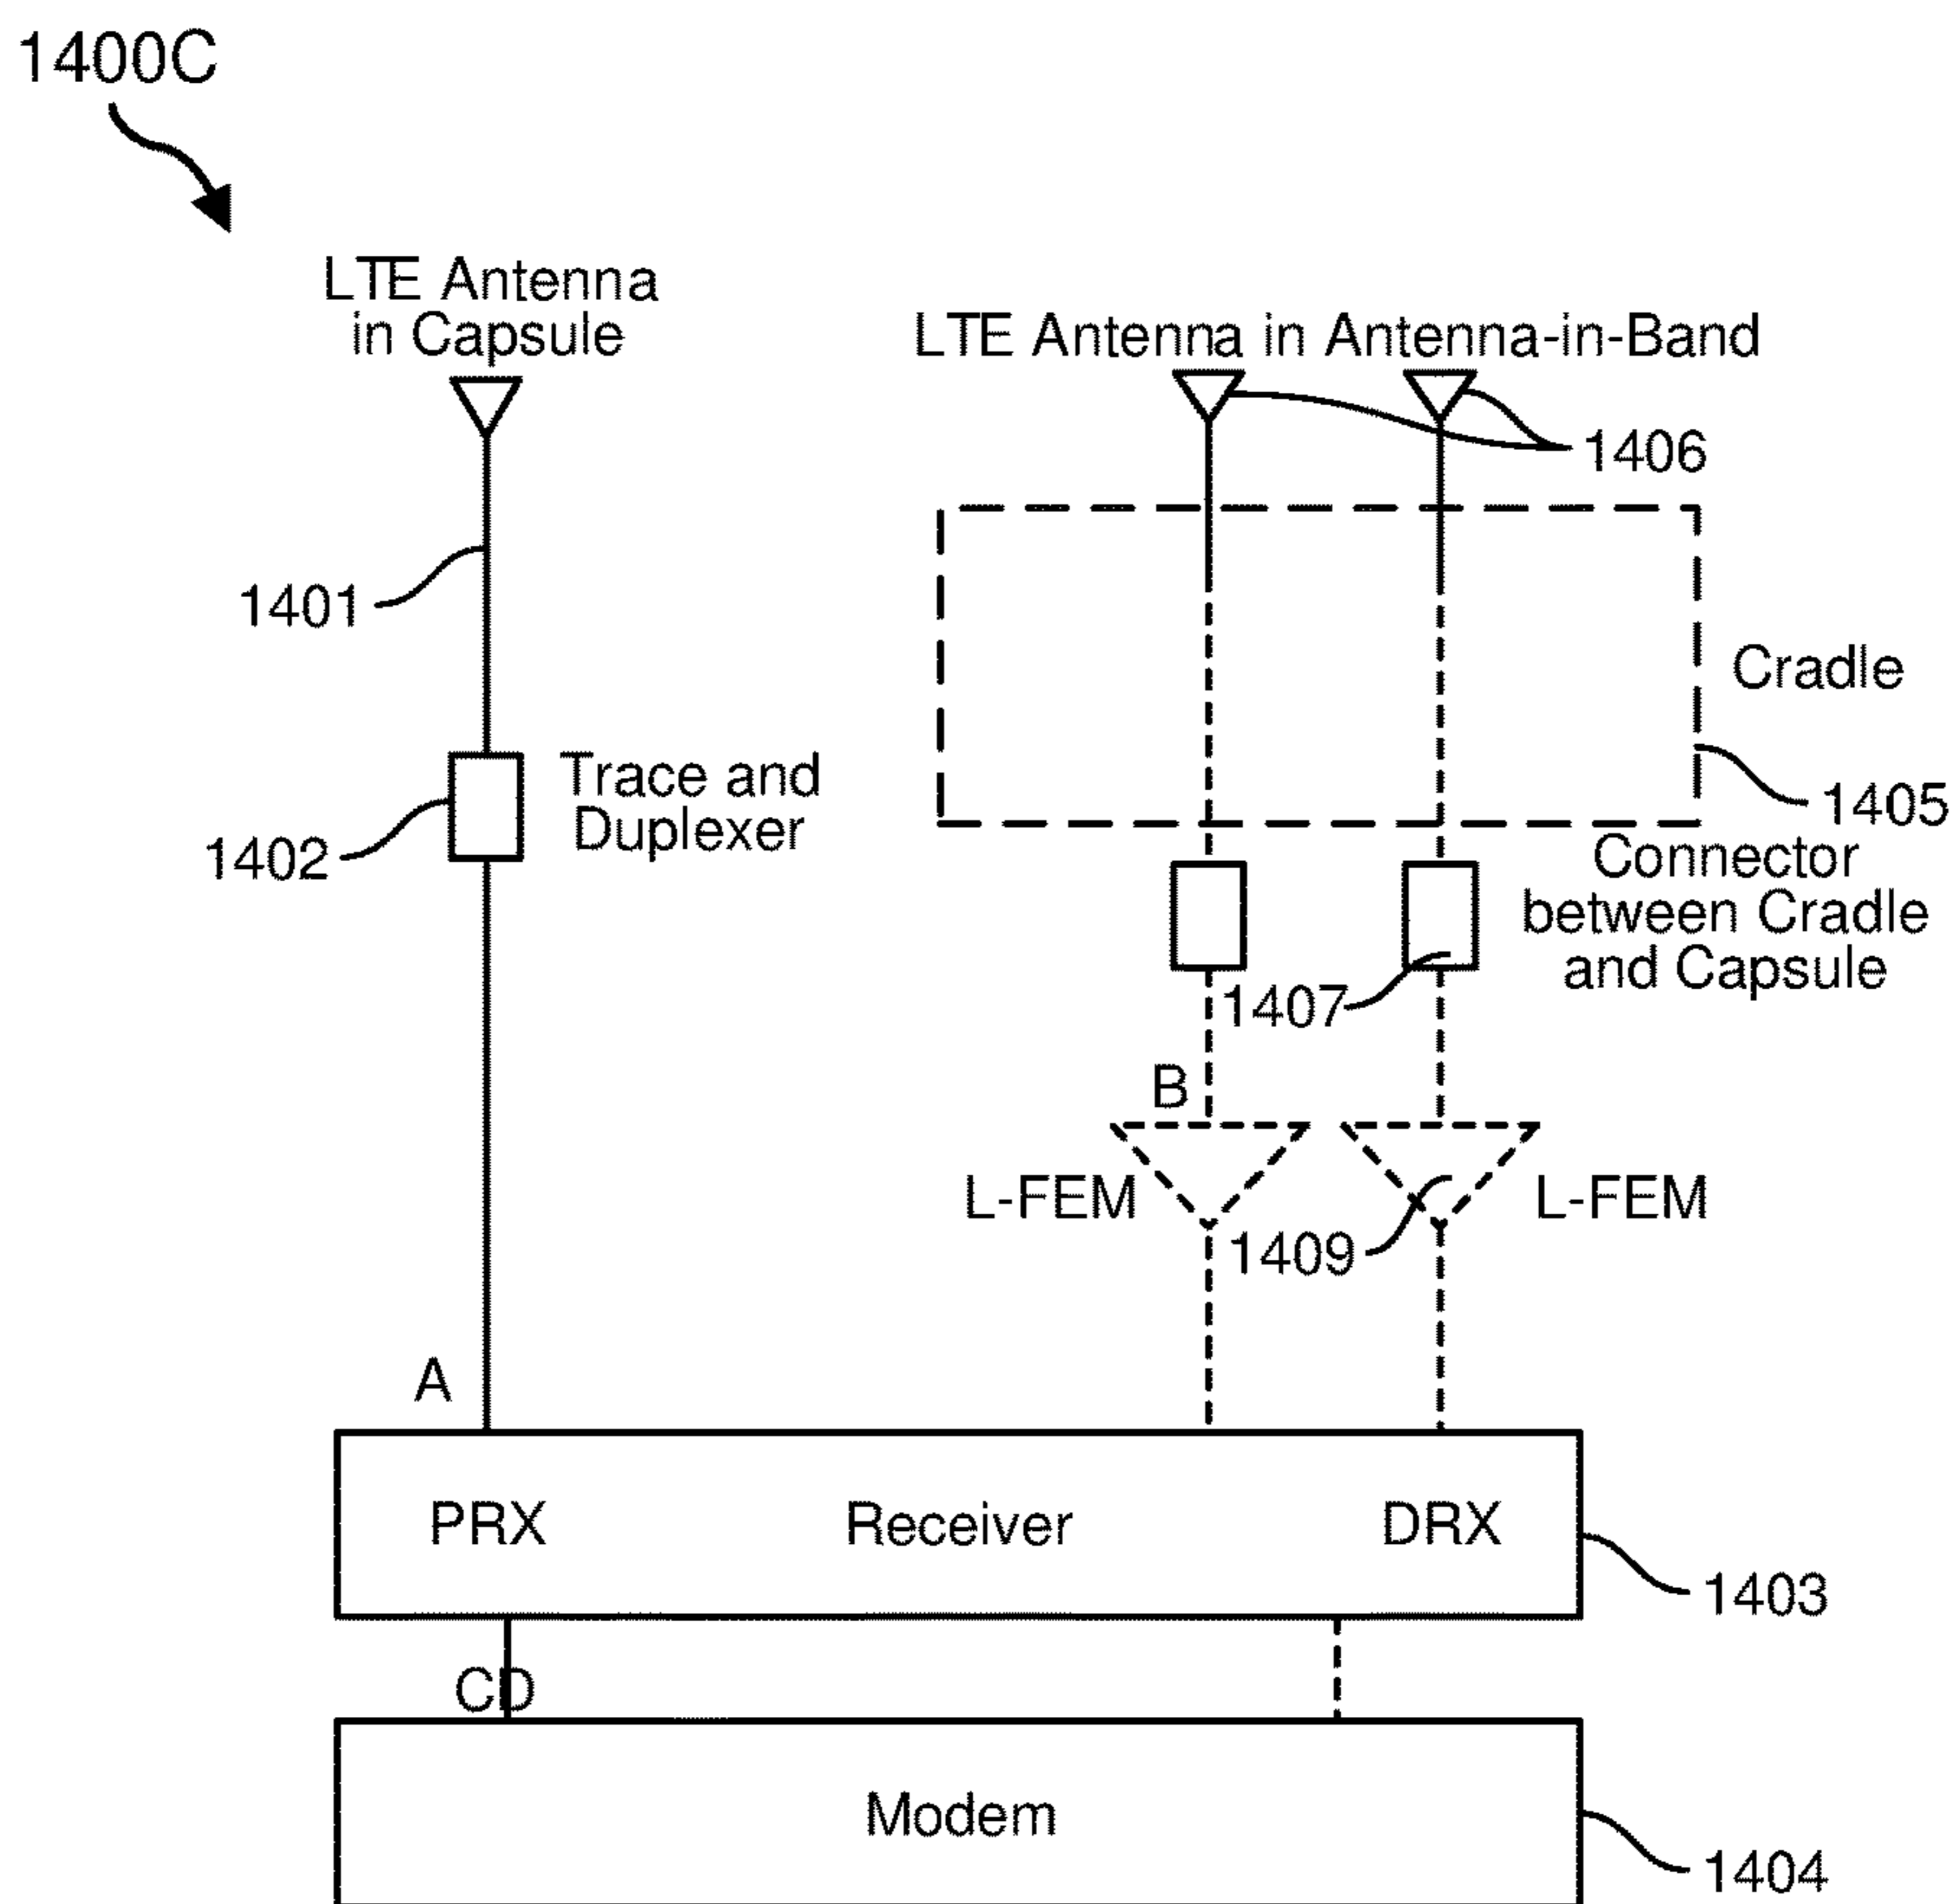 1400C
LTE Antenna
in Capsule
LTE Antenna in Antenna-in-Band
1406
1401
Cradle
Trace and
Duplexer
1402
1405
Connector
between Cradle
and Capsule
1407
B
L-FEM
L-FEM
1409
A
PRX
Receiver
DRX
1403
CD
Modem
1404